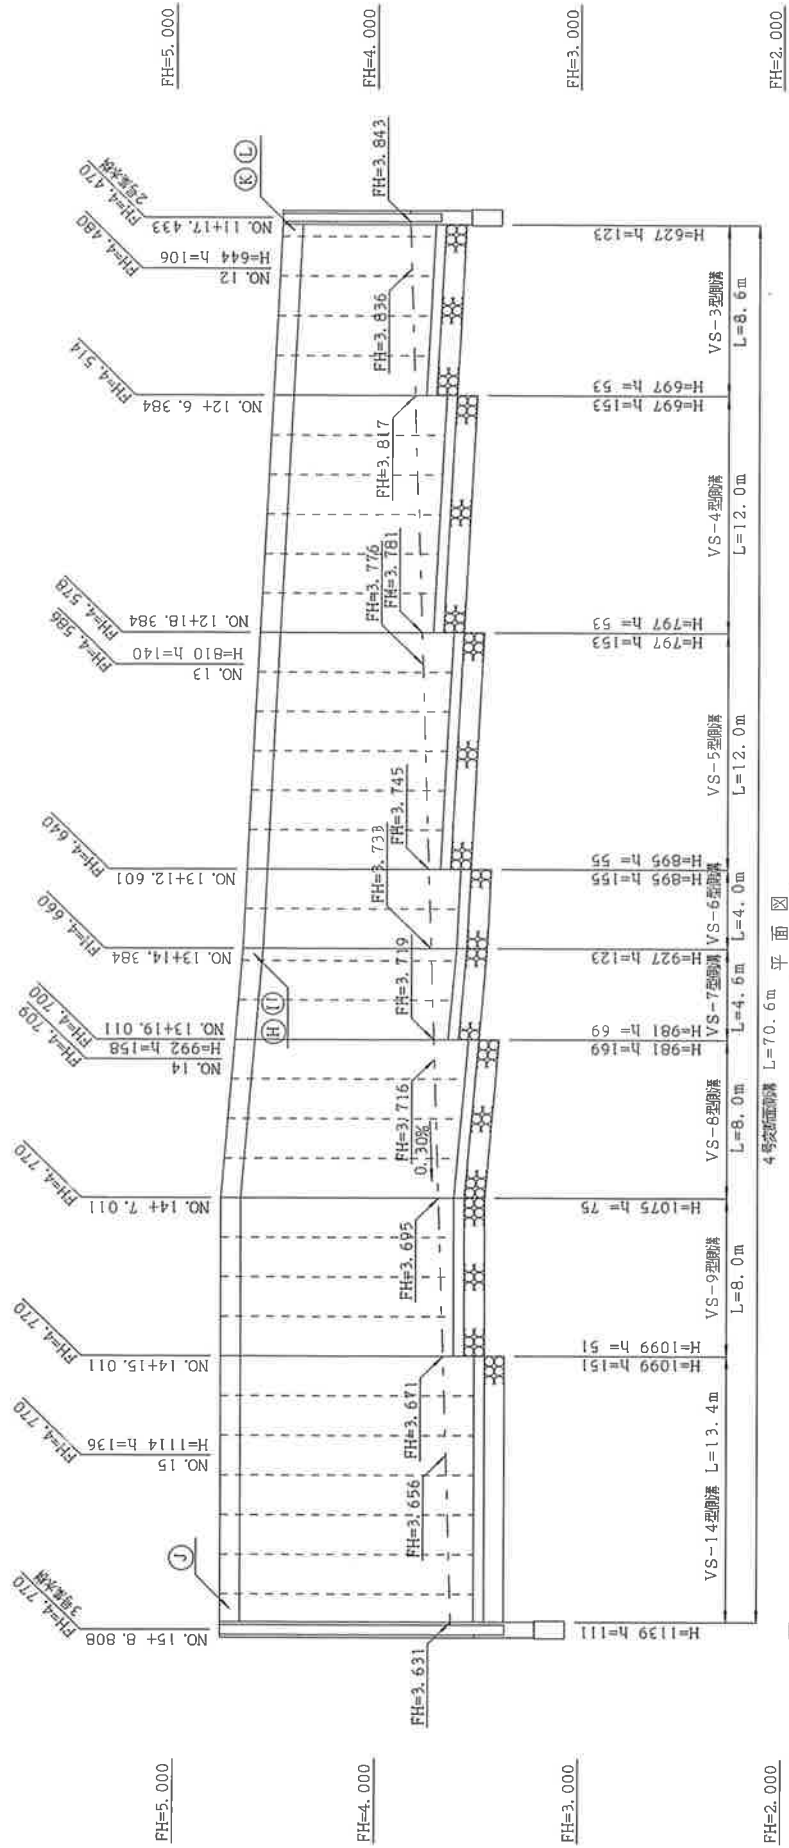 FH=5.000
FH=4.000
FH=3.000
FH=2.000
2号集水桝
FH=4.470
NO.11+17.433
FH=4.480
H=644 h=106
NO.12
FH=4.514
NO.12+ 6.384
FH=4.578
NO.12+18.384
FH=4.586
H=810 h=140
NO.13
FH=4.640
NO.13+12.601
FH=4.660
NO.13+14.384
FH=4.700
NO.13+19.011
FH=4.709
H=992 h=158
NO.14
FH=4.770
NO.14+ 7.011
FH=4.770
NO.14+15.011
FH=4.770
H=1114 h=136
NO.15
3号集水桝
FH=4.770
NO.15+ 8.808
Ⓚ Ⓛ
Ⓗ Ⓘ
Ⓙ
FH=3.843
FH=3.836
FH=3.817
FH=3.781
FH=3.776
FH=3.745
FH=3.733
FH=3.719
FH=3.716
0.30%
FH=3.695
FH=3.671
FH=3.656
FH=3.631
H=627 h=123
H=697 h= 53
H=697 h=153
H=797 h= 53
H=797 h=153
H=895 h= 55
H=895 h=155
H=927 h=123
H=981 h= 69
H=981 h=169
H=1075 h= 75
H=1099 h= 51
H=1099 h=151
H=1139 h=111
VS-3型側溝
L=8.6m
VS-4型側溝
L=12.0m
VS-5型側溝
L=12.0m
VS-6型側溝
L=4.0m
VS-7型側溝
L=4.6m
VS-8型側溝
L=8.0m
VS-9型側溝
L=8.0m
VS-14型側溝 L=13.4m
4号変断面側溝 L=70.6m
平 面 図
FH=5.000
FH=4.000
FH=3.000
FH=2.000